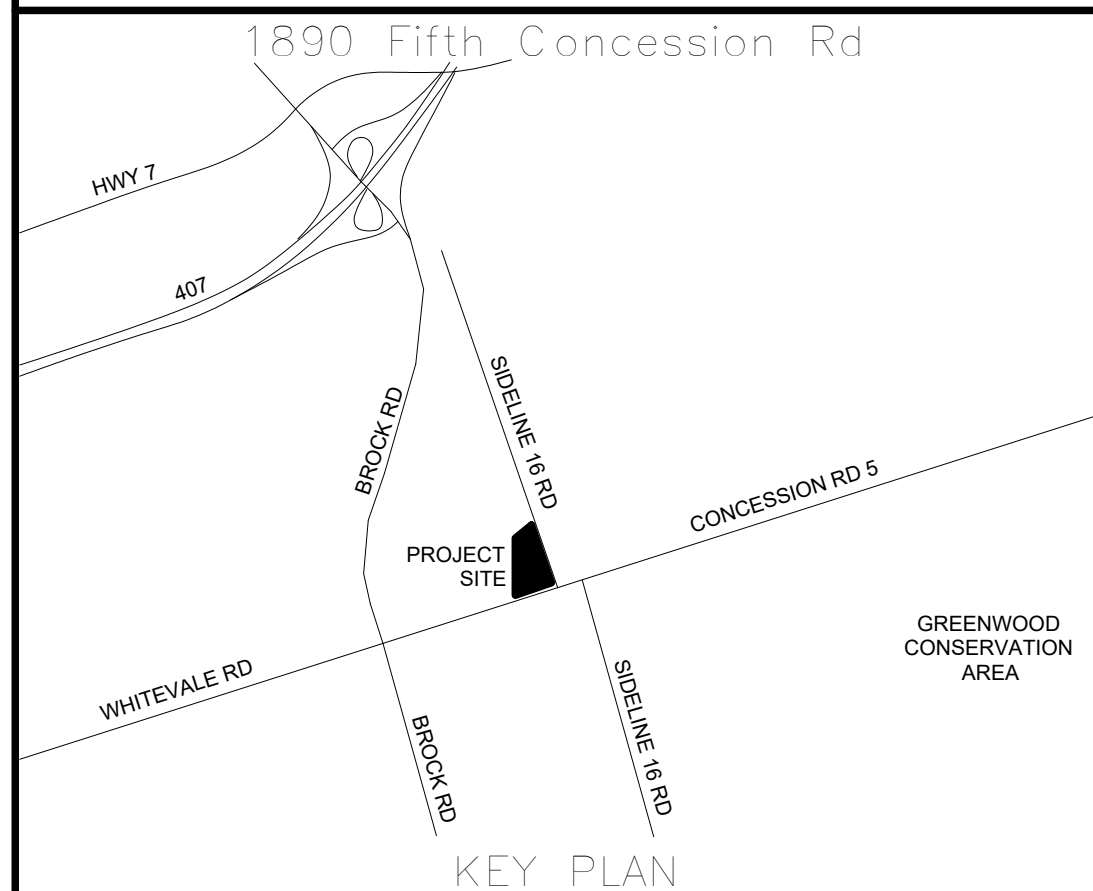 1890 Fifth Concession Rd
HWY 7
407
BROCK RD
SIDELINE 16 RD
CONCESSION RD 5
PROJECT
SITE
GREENWOOD
CONSERVATION
AREA
WHITEVALE RD
BROCK RD
SIDELINE 16 RD
KEY PLAN